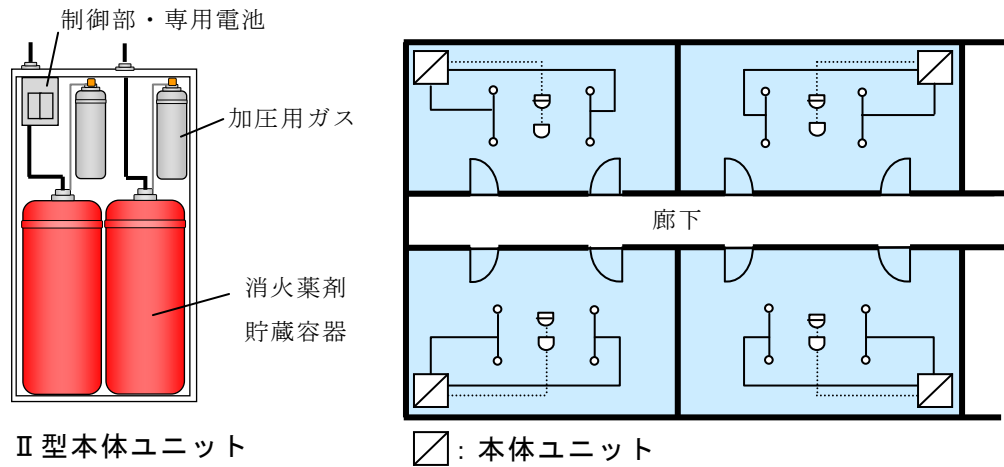 制御部・専用電池
加圧用ガス
消火薬剤
貯蔵容器
Ⅱ型本体ユニット
廊下
：本体ユニット